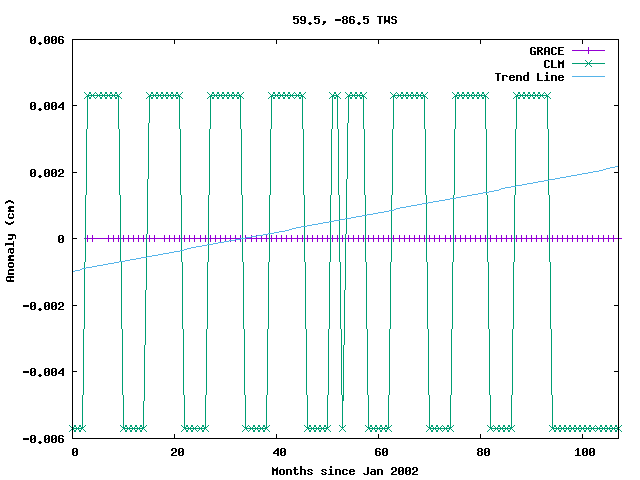 59.5, -86.5 TWS
GRACE
CLM
Trend Line
0.006
0.004
0.002
0
-0.002
-0.004
-0.006
Anomaly (cm)
0 20 40 60 80 100
Months since Jan 2002